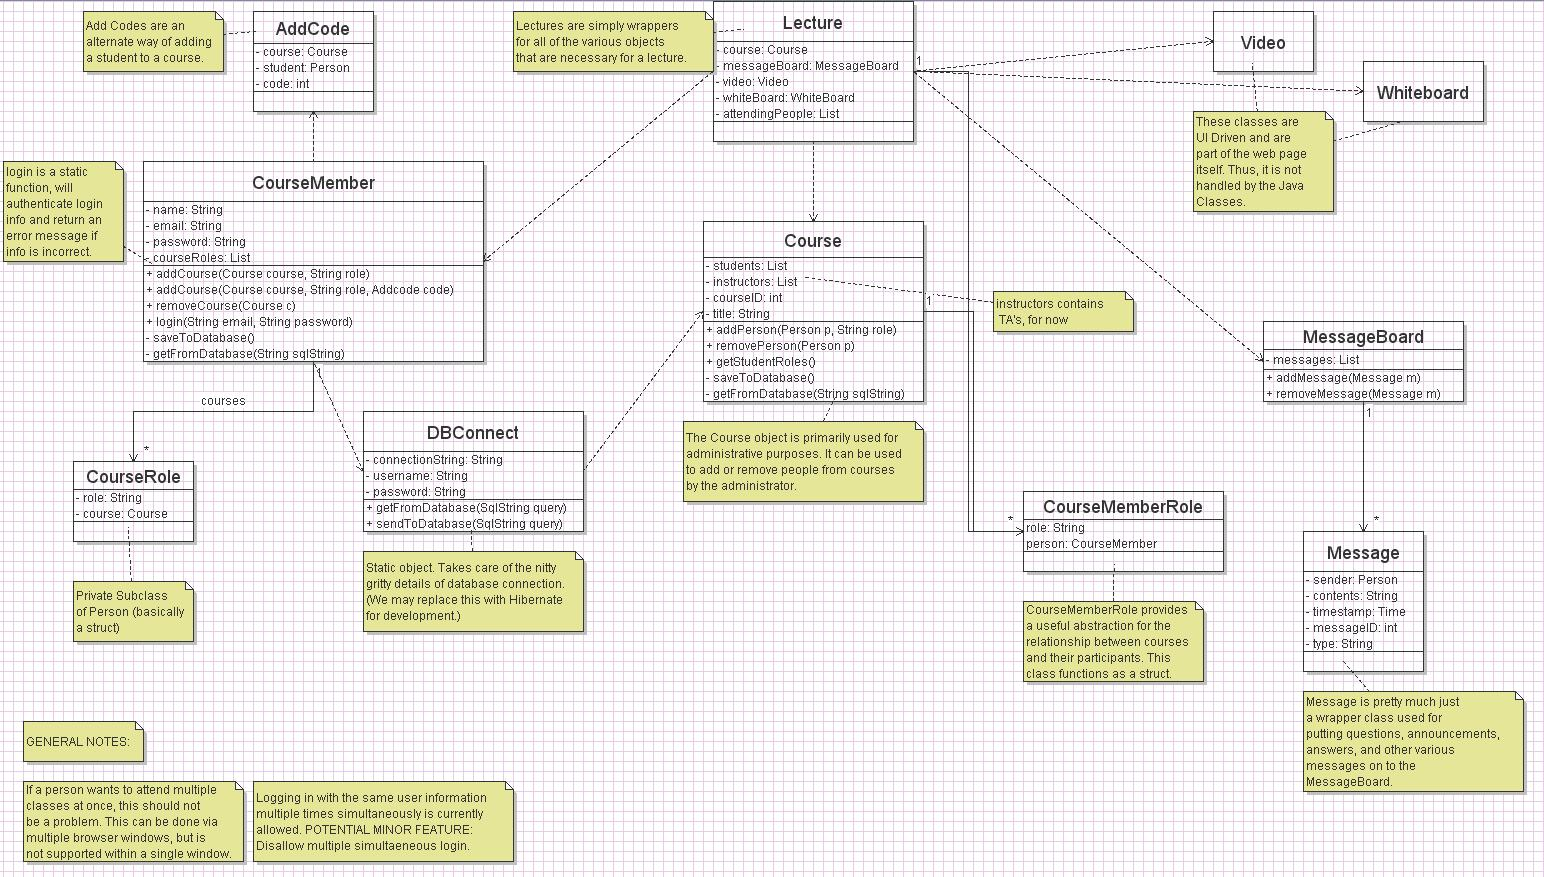 Add Codes are an
alternate way of adding
a student to a course.
AddCode
- course: Course
- student: Person
- code: int
Lectures are simply wrappers
for all of the various objects
that are necessary for a lecture.
Lecture
- course: Course
- messageBoard: MessageBoard
- video: Video
- whiteBoard: WhiteBoard
- attendingPeople: List
1
Video
Whiteboard
These classes are
UI Driven and are
part of the web page
itself. Thus, it is not
handled by the Java
Classes.
login is a static
function, will
authenticate login
info and return an
error message if
info is incorrect.
CourseMember
- name: String
- email: String
- password: String
- courseRoles: List
+ addCourse(Course course, String role)
+ addCourse(Course course, String role, Addcode code)
+ removeCourse(Course c)
+ login(String email, String password)
- saveToDatabase()
- getFromDatabase(String sqlString)
1
courses
*
Course
- students: List
- instructors: List
- courseID: int
- title: String
+ addPerson(Person p, String role)
+ removePerson(Person p)
+ getStudentRoles()
- saveToDatabase()
- getFromDatabase(String sqlString)
1
instructors contains
TA's, for now
MessageBoard
- messages: List
+ addMessage(Message m)
+ removeMessage(Message m)
1
*
CourseRole
- role: String
- course: Course
DBConnect
- connectionString: String
- username: String
- password: String
+ getFromDatabase(SqlString query)
+ sendToDatabase(SqlString query)
The Course object is primarily used for
administrative purposes. It can be used
to add or remove people from courses
by the administrator.
*
CourseMemberRole
role: String
person: CourseMember
Message
- sender: Person
- contents: String
- timestamp: Time
- messageID: int
- type: String
Private Subclass
of Person (basically
a struct)
Static object. Takes care of the nitty
gritty details of database connection.
(We may replace this with Hibernate
for development.)
CourseMemberRole provides
a useful abstraction for the
relationship between courses
and their participants. This
class functions as a struct.
Message is pretty much just
a wrapper class used for
putting questions, announcements,
answers, and other various
messages on to the
MessageBoard.
GENERAL NOTES:
If a person wants to attend multiple
classes at once, this should not
be a problem. This can be done via
multiple browser windows, but is
not supported within a single window.
Logging in with the same user information
multiple times simultaneously is currently
allowed. POTENTIAL MINOR FEATURE:
Disallow multiple simultaeneous login.